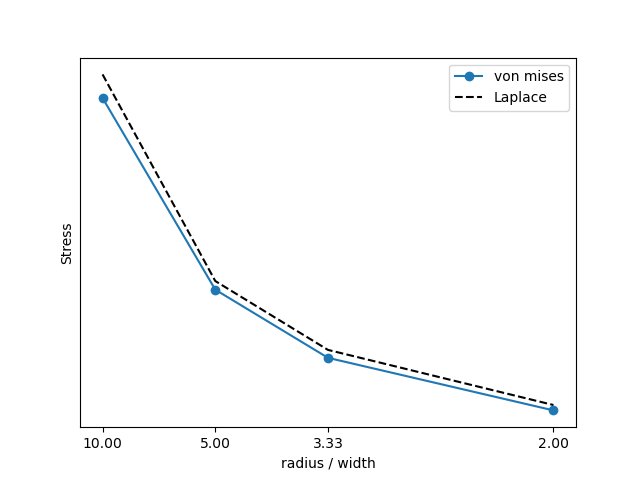 von mises
Laplace
Stress
10.00 5.00 3.33 2.00
radius / width